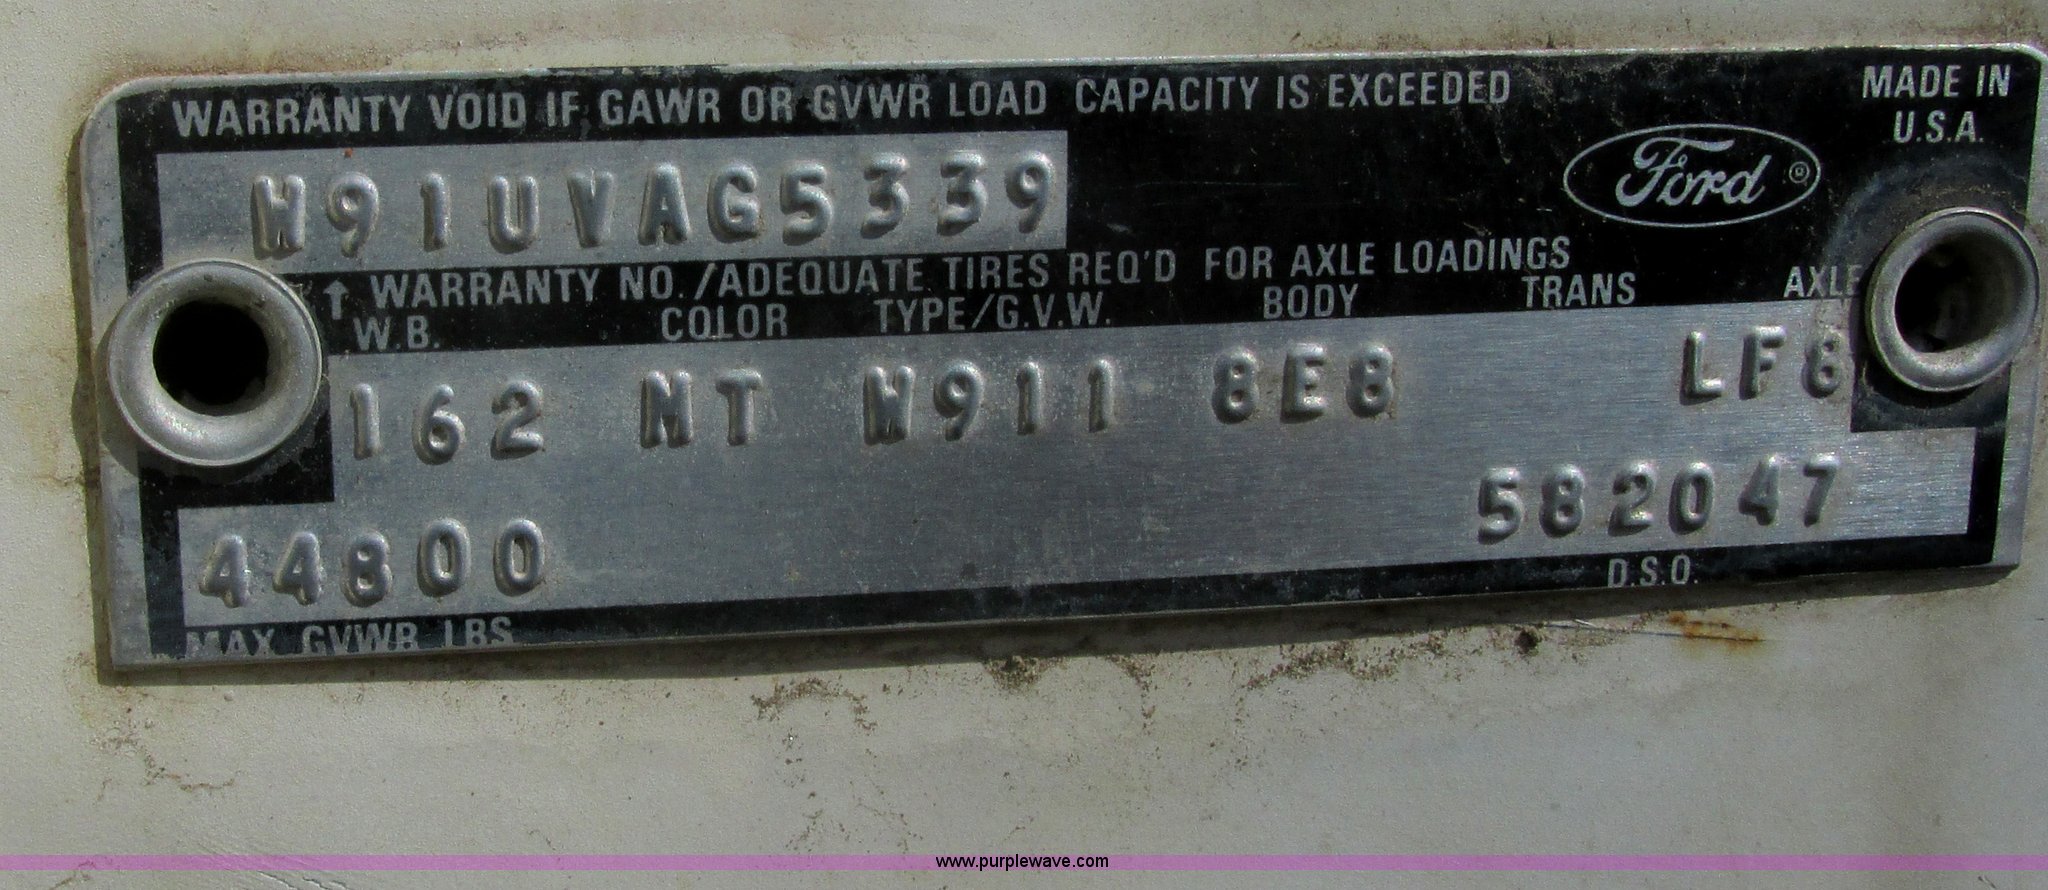 WARRANTY VOID IF GAWR OR GVWR LOAD CAPACITY IS EXCEEDED
MADE IN
U.S.A.
Ford ®
W91UVAG5339
↑ WARRANTY NO./ADEQUATE TIRES REQ'D FOR AXLE LOADINGS
W.B. COLOR TYPE/G.V.W. BODY TRANS AXLE
162 MT W911 8E8 LF8
44800 582047
MAX GVWR LBS D.S.O.
www.purplewave.com